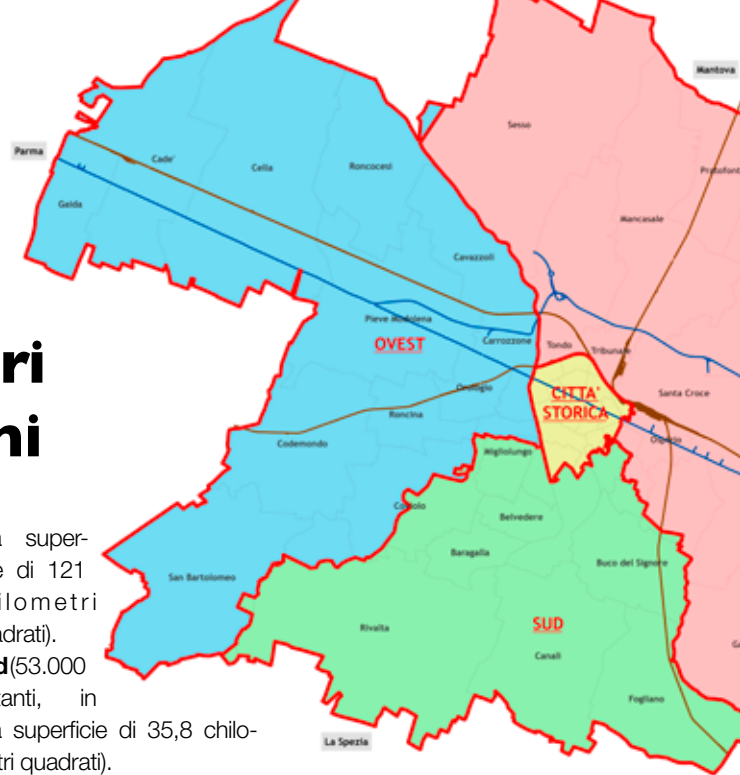 Mantova
Sesso
Parma
Cade'
Cella
Roncocesi
Gaida
Mancasale
Cavazzoli
Pieve Modolena
OVEST
Carrozzone
Tondo
Tribunale
CITTA'
STORICA
Santa Croce
Orologio
Roncina
Codemondo
Ospizio
Migliolungo
Coviolo
Belvedere
Baragalla
Buco del Signore
San Bartolomeo
Rivalta
SUD
Canali
Fogliano
La Spezia
ri
ni
a super-
e di 121
ilometri
adrati).
d (53.000
tanti, in
a superficie di 35,8 chilo-
tri quadrati).